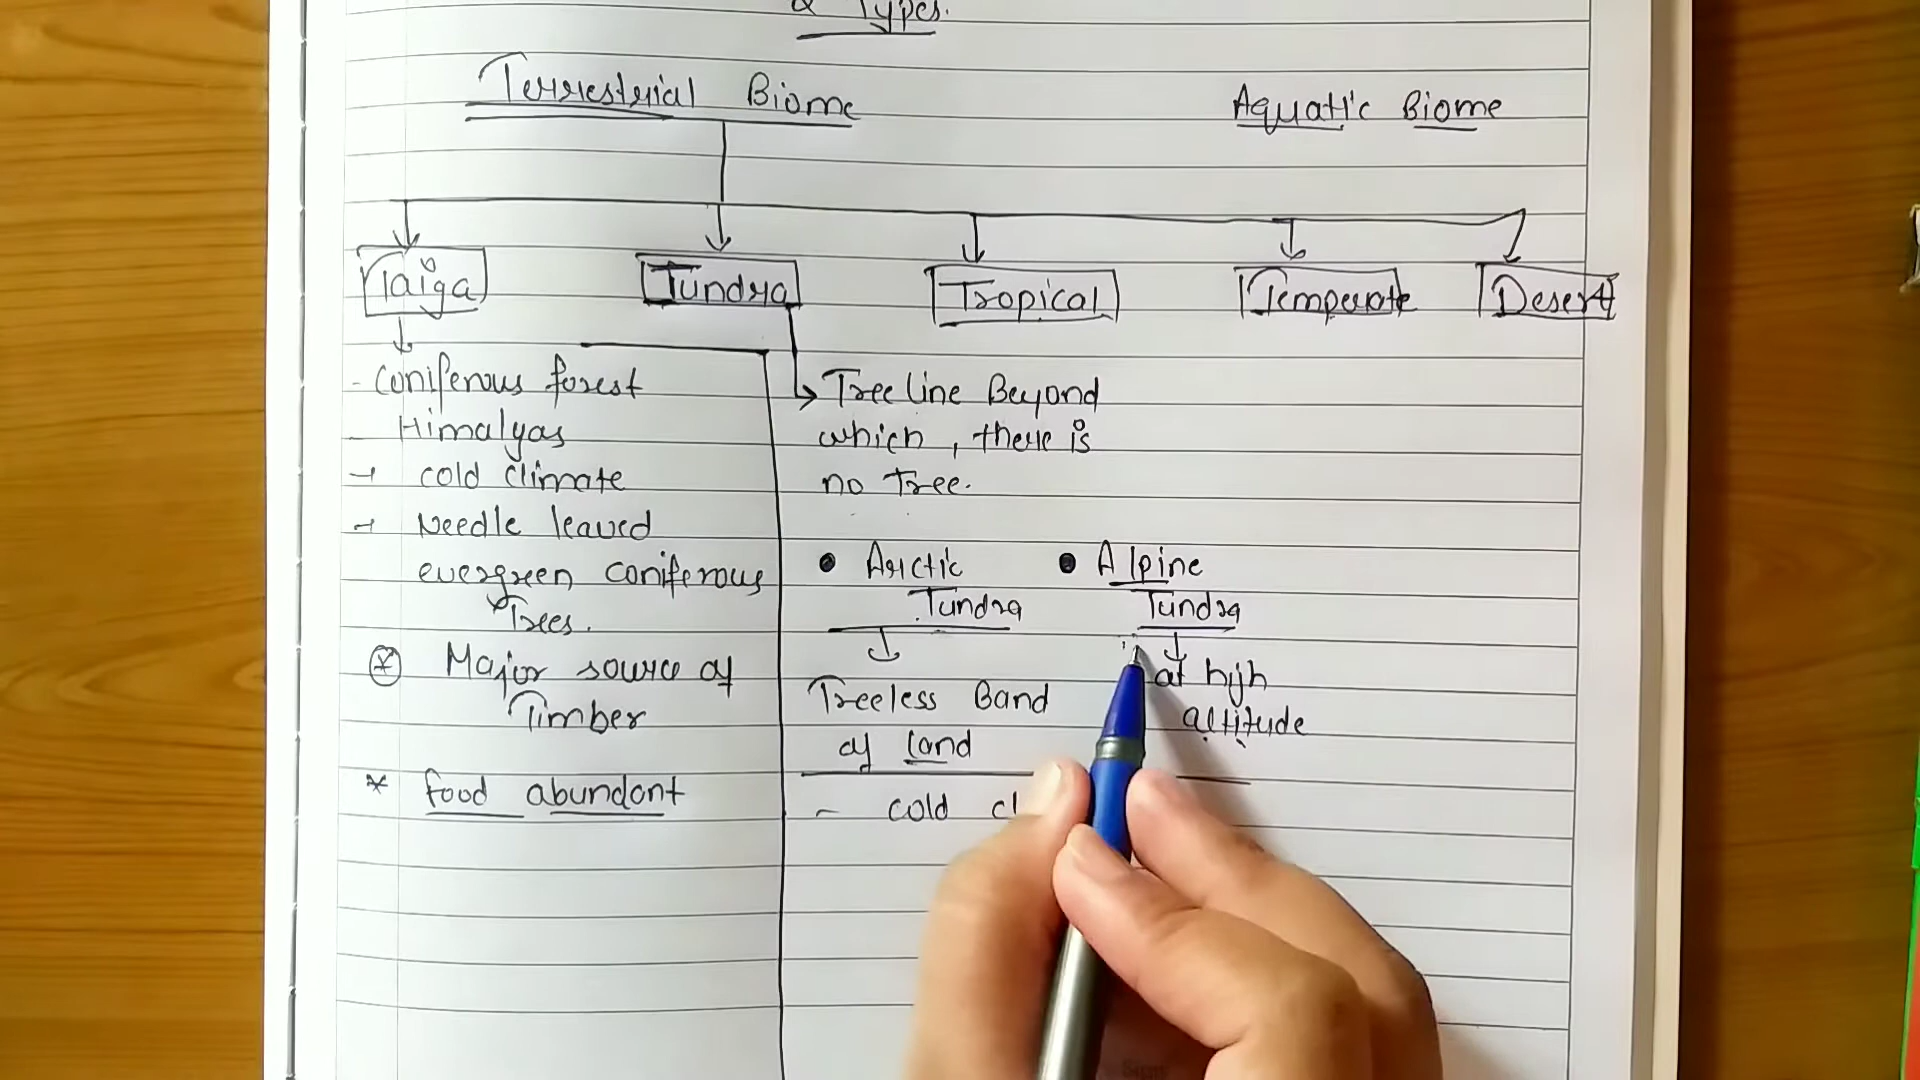 & Types.
Terrestrial Biome
Aquatic Biome
Taiga
Tundra
Tropical
Temperate
Desert
- Coniferous forest
- Himalyas
→ cold climate
→ Needle leaved
evergreen coniferous
Trees.
* Major source of
Timber
* food abundant
Tree line Beyond
which, there is
no Tree.
• Arctic
Tundra
• Alpine
Tundra
Treeless Band
of land
at high
altitude
- cold cl